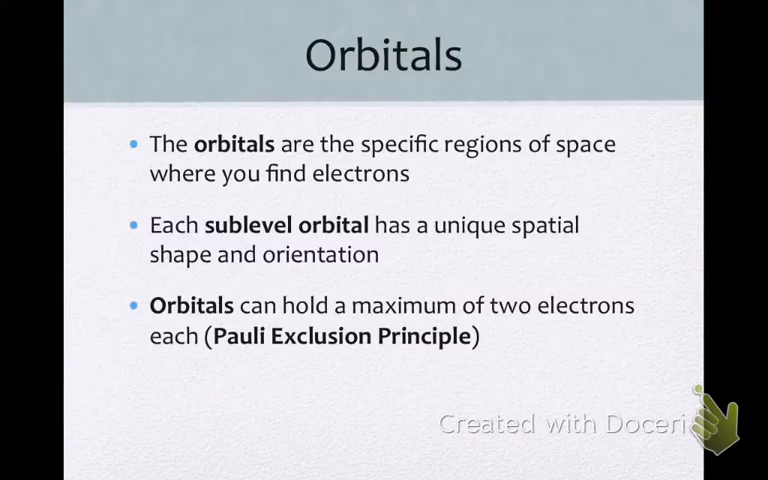 Orbitals
• The orbitals are the specific regions of space
where you find electrons
• Each sublevel orbital has a unique spatial
shape and orientation
• Orbitals can hold a maximum of two electrons
each (Pauli Exclusion Principle)
Created with Doceri